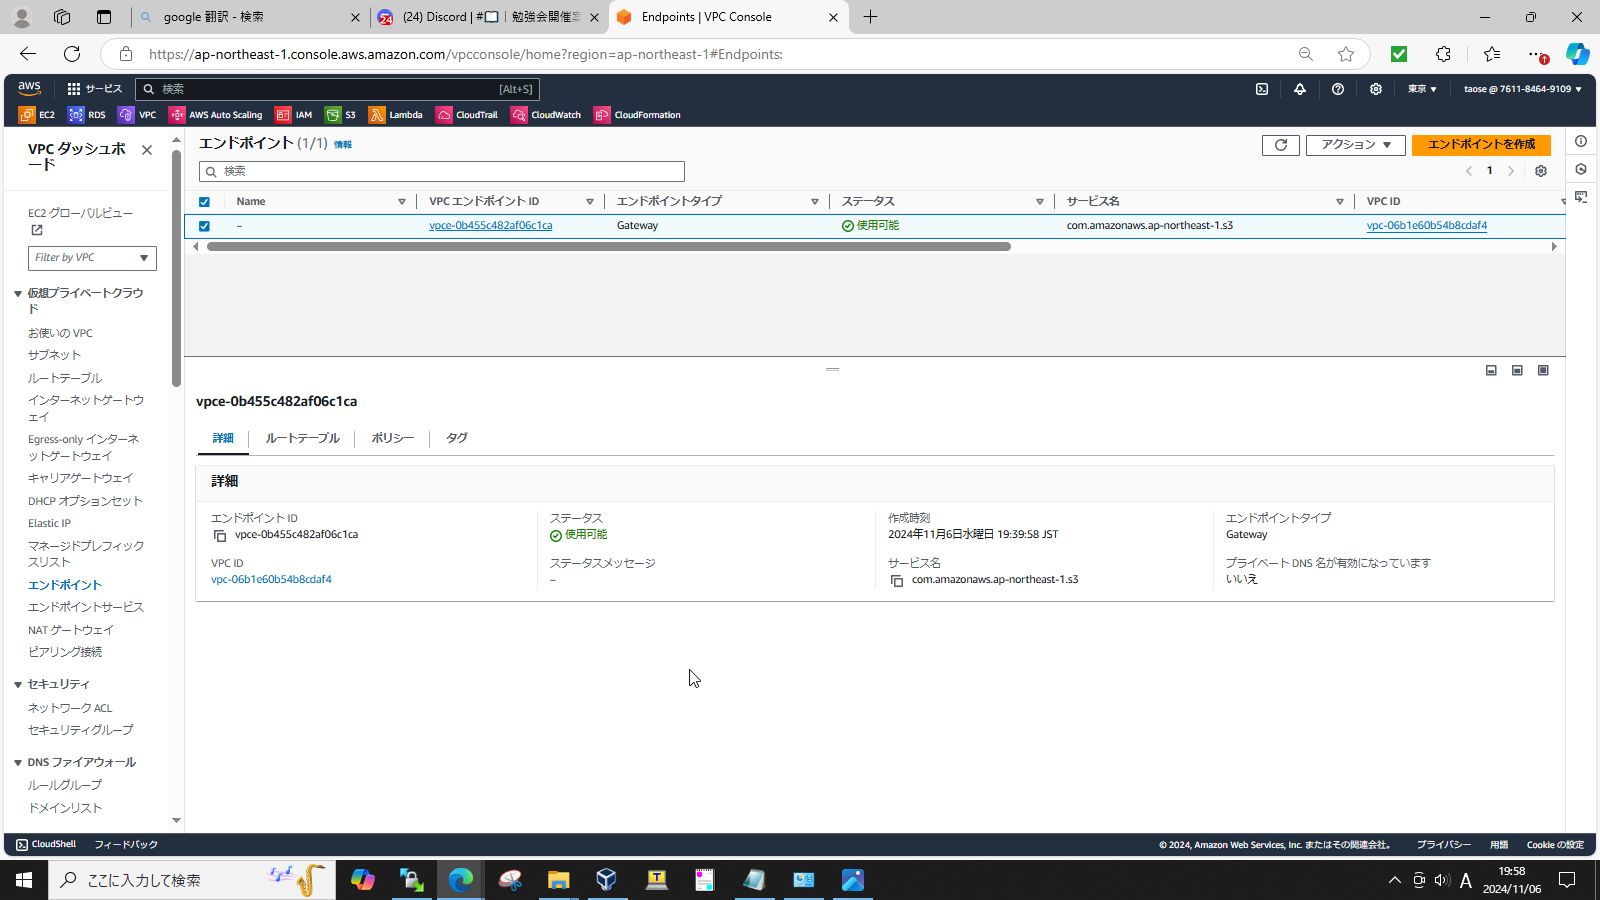 google 翻訳 - 検索
(24) Discord | #📖｜勉強会開催案
Endpoints | VPC Console
https://ap-northeast-1.console.aws.amazon.com/vpcconsole/home?region=ap-northeast-1#Endpoints:
aws
サービス
検索
[Alt+S]
東京 ▼
taose @ 7611-8464-9109 ▼
EC2
RDS
VPC
AWS Auto Scaling
IAM
S3
Lambda
CloudTrail
CloudWatch
CloudFormation
VPC ダッシュボ
ード
EC2 グローバルビュー
Filter by VPC
仮想プライベートクラウ
ド
お使いの VPC
サブネット
ルートテーブル
インターネットゲートウ
ェイ
Egress-only インターネ
ットゲートウェイ
キャリアゲートウェイ
DHCP オプションセット
Elastic IP
マネージドプレフィック
スリスト
エンドポイント
エンドポイントサービス
NAT ゲートウェイ
ピアリング接続
セキュリティ
ネットワーク ACL
セキュリティグループ
DNS ファイアウォール
ルールグループ
ドメインリスト
エンドポイント (1/1) 情報
アクション ▼
エンドポイントを作成
検索
1
Name
VPC エンドポイント ID
エンドポイントタイプ
ステータス
サービス名
VPC ID
–
vpce-0b455c482af06c1ca
Gateway
使用可能
com.amazonaws.ap-northeast-1.s3
vpc-06b1e60b54b8cdaf4
vpce-0b455c482af06c1ca
詳細
ルートテーブル
ポリシー
タグ
詳細
エンドポイント ID
vpce-0b455c482af06c1ca
ステータス
使用可能
作成時刻
2024年11月6日水曜日 19:39:58 JST
エンドポイントタイプ
Gateway
VPC ID
vpc-06b1e60b54b8cdaf4
ステータスメッセージ
–
サービス名
com.amazonaws.ap-northeast-1.s3
プライベート DNS 名が有効になっています
いいえ
CloudShell
フィードバック
© 2024, Amazon Web Services, Inc. またはその関連会社。
プライバシー
用語
Cookie の設定
ここに入力して検索
A
19:58
2024/11/06